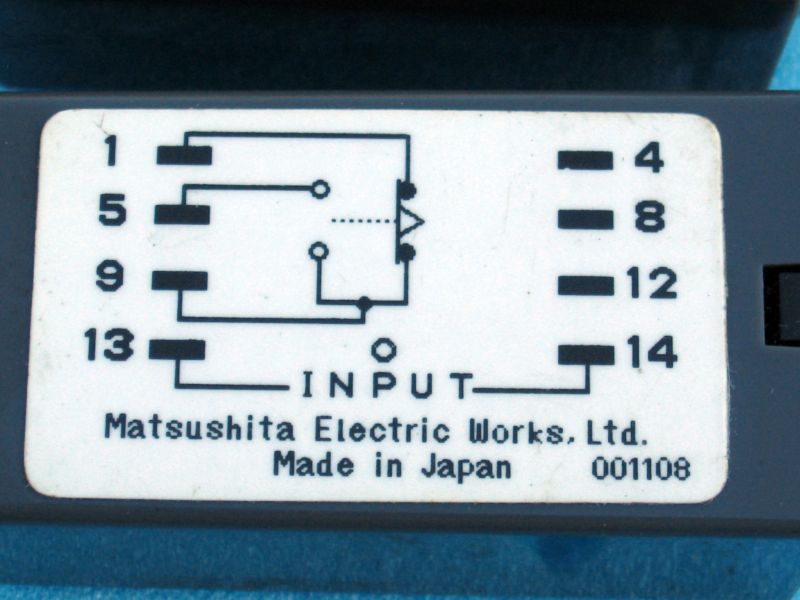 1 4
5 8
9 12
13 14
INPUT
Matsushita Electric Works, Ltd.
Made in Japan 001108